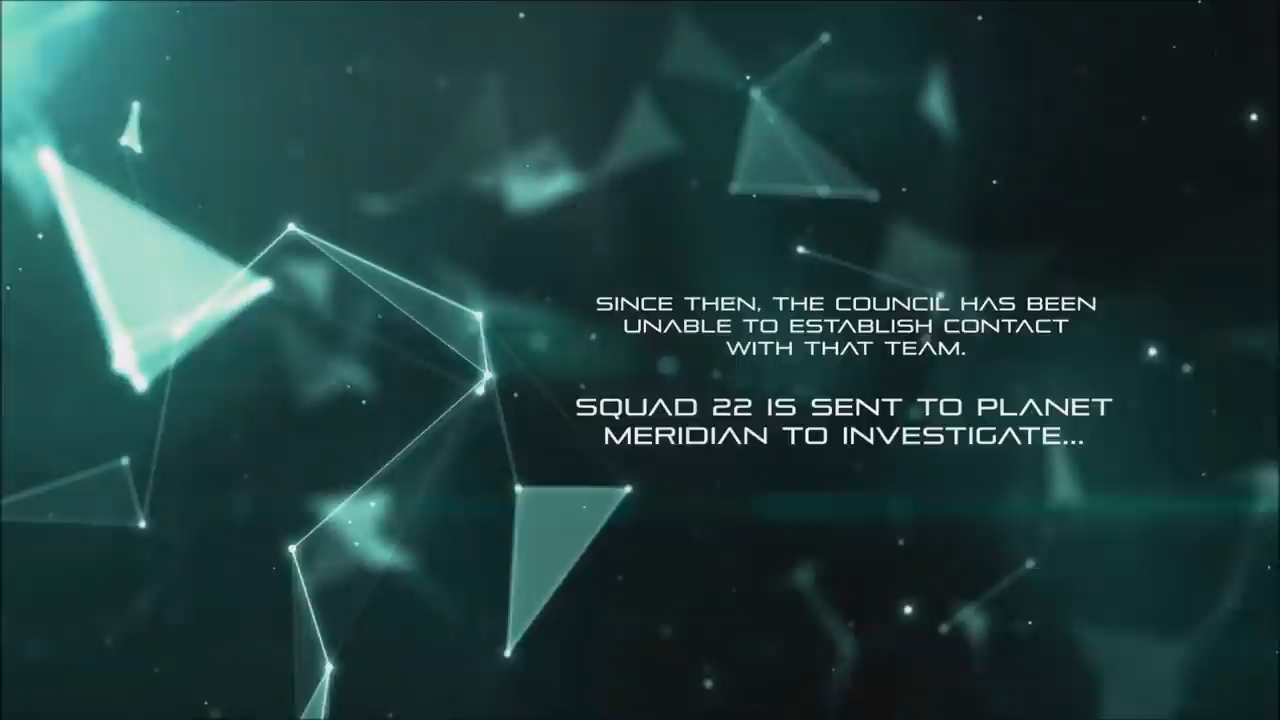 SINCE THEN, THE COUNCIL HAS BEEN
UNABLE TO ESTABLISH CONTACT
WITH THAT TEAM.
SQUAD 22 IS SENT TO PLANET
MERIDIAN TO INVESTIGATE...